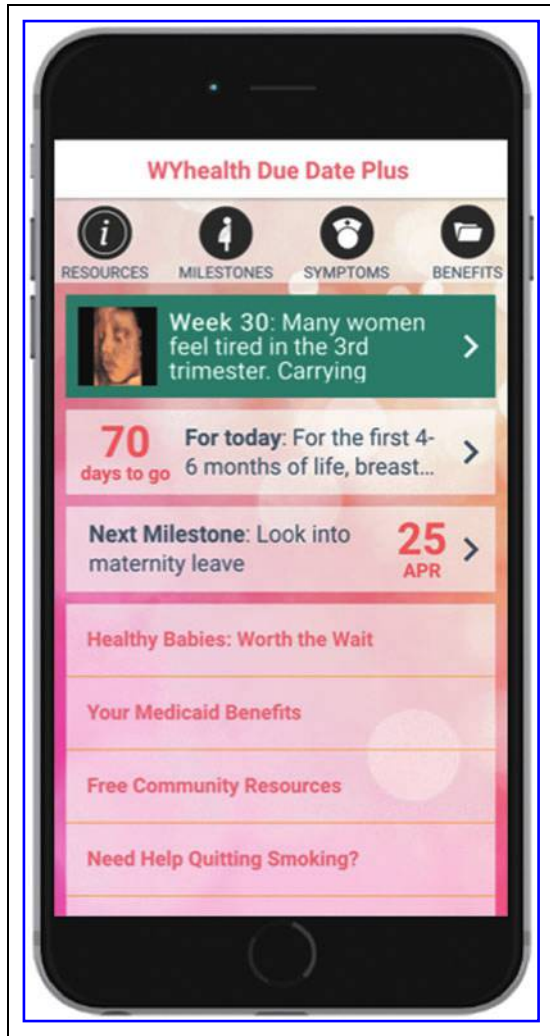 WYhealth Due Date Plus
i
RESOURCES MILESTONES SYMPTOMS BENEFITS
Week 30: Many women
feel tired in the 3rd
trimester. Carrying
70
days to go
For today: For the first 4-
6 months of life, breast...
Next Milestone: Look into
maternity leave
25
APR
Healthy Babies: Worth the Wait
Your Medicaid Benefits
Free Community Resources
Need Help Quitting Smoking?